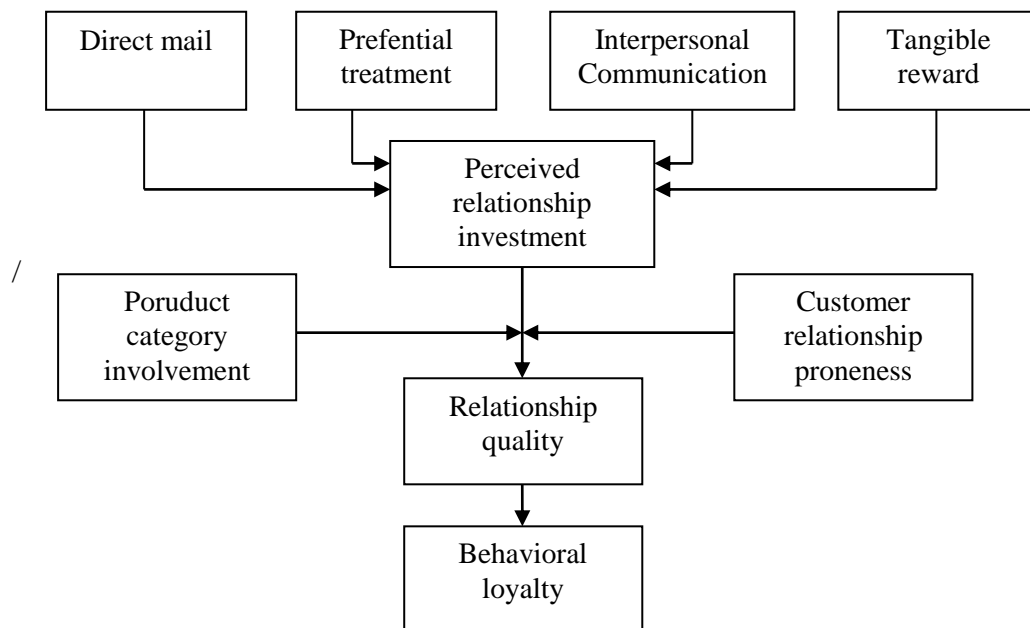 Direct mail
Prefential
treatment
Interpersonal
Communication
Tangible
reward
Perceived
relationship
investment
/
Poruduct
category
involvement
Customer
relationship
proneness
Relationship
quality
Behavioral
loyalty